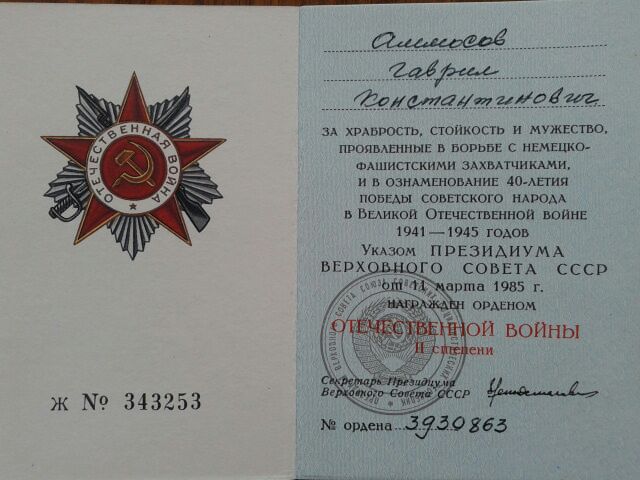 ОТЕЧЕСТВЕННАЯ ВОЙНА
Ж № 343253
Аммосов
Гаврил
Константинович
ЗА ХРАБРОСТЬ, СТОЙКОСТЬ И МУЖЕСТВО,
ПРОЯВЛЕННЫЕ В БОРЬБЕ С НЕМЕЦКО-
ФАШИСТСКИМИ ЗАХВАТЧИКАМИ,
И В ОЗНАМЕНОВАНИЕ 40-ЛЕТИЯ
ПОБЕДЫ СОВЕТСКОГО НАРОДА
В ВЕЛИКОЙ ОТЕЧЕСТВЕННОЙ ВОЙНЕ
1941—1945 ГОДОВ
УКАЗОМ ПРЕЗИДИУМА
ВЕРХОВНОГО СОВЕТА СССР
от 11 марта 1985 г.
НАГРАЖДЕН ОРДЕНОМ
ОТЕЧЕСТВЕННОЙ ВОЙНЫ
II степени
Секретарь Президиума
Верховного Совета СССР
№ ордена 3930863